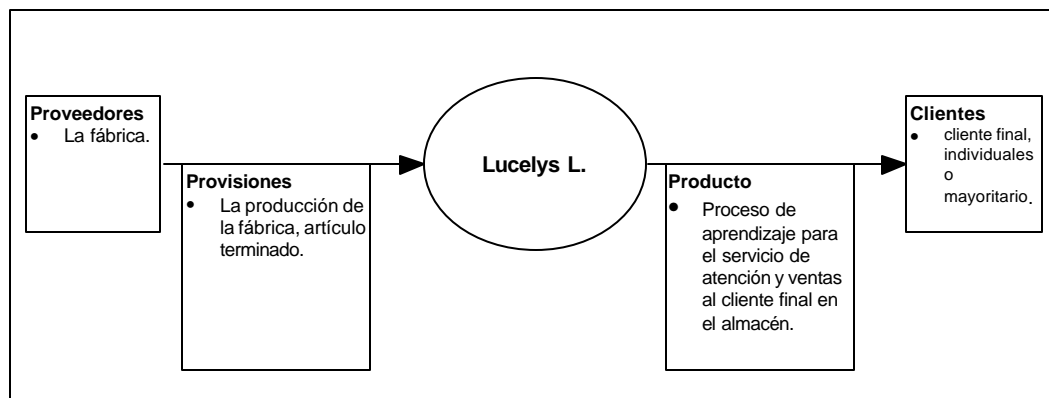 Proveedores
• La fábrica.
Provisiones
• La producción de
la fábrica, artículo
terminado.
Lucelys L.
Producto
• Proceso de
aprendizaje para
el servicio de
atención y ventas
al cliente final en
el almacén.
Clientes
• cliente final,
individuales
o
mayoritario.